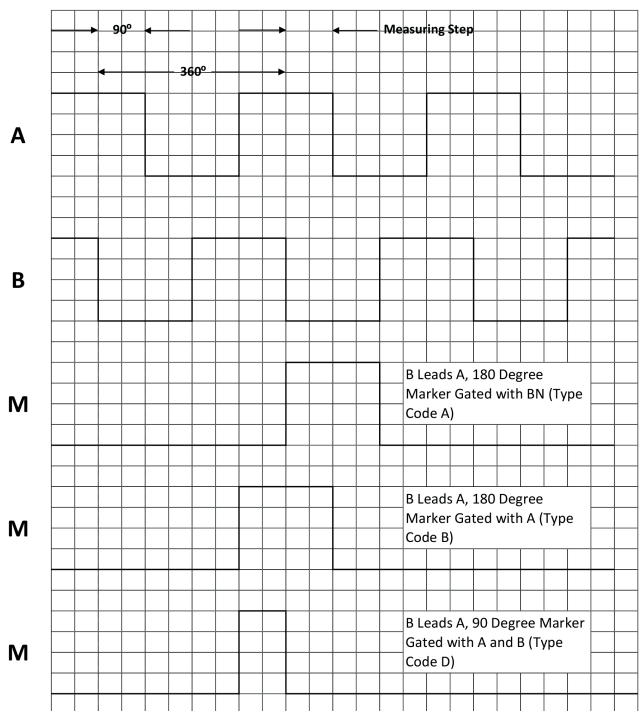 90º
Measuring Step
360º
A
B
M
B Leads A, 180 Degree
Marker Gated with BN (Type
Code A)
M
B Leads A, 180 Degree
Marker Gated with A (Type
Code B)
M
B Leads A, 90 Degree Marker
Gated with A and B (Type
Code D)